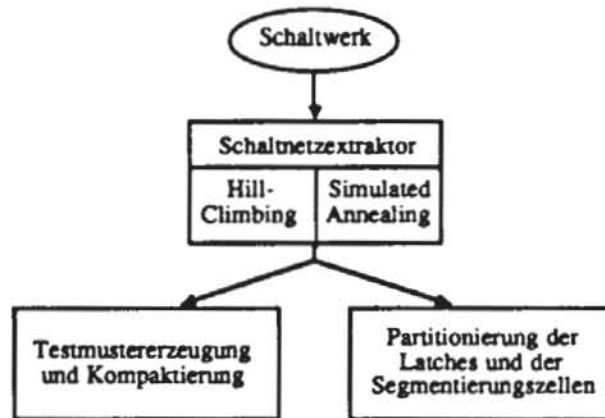 Schaltwerk
Schaltnetzextraktor
Hill-
Climbing
Simulated
Annealing
Testmustererzeugung
und Kompaktierung
Partitionierung der
Latches und der
Segmentierungszellen